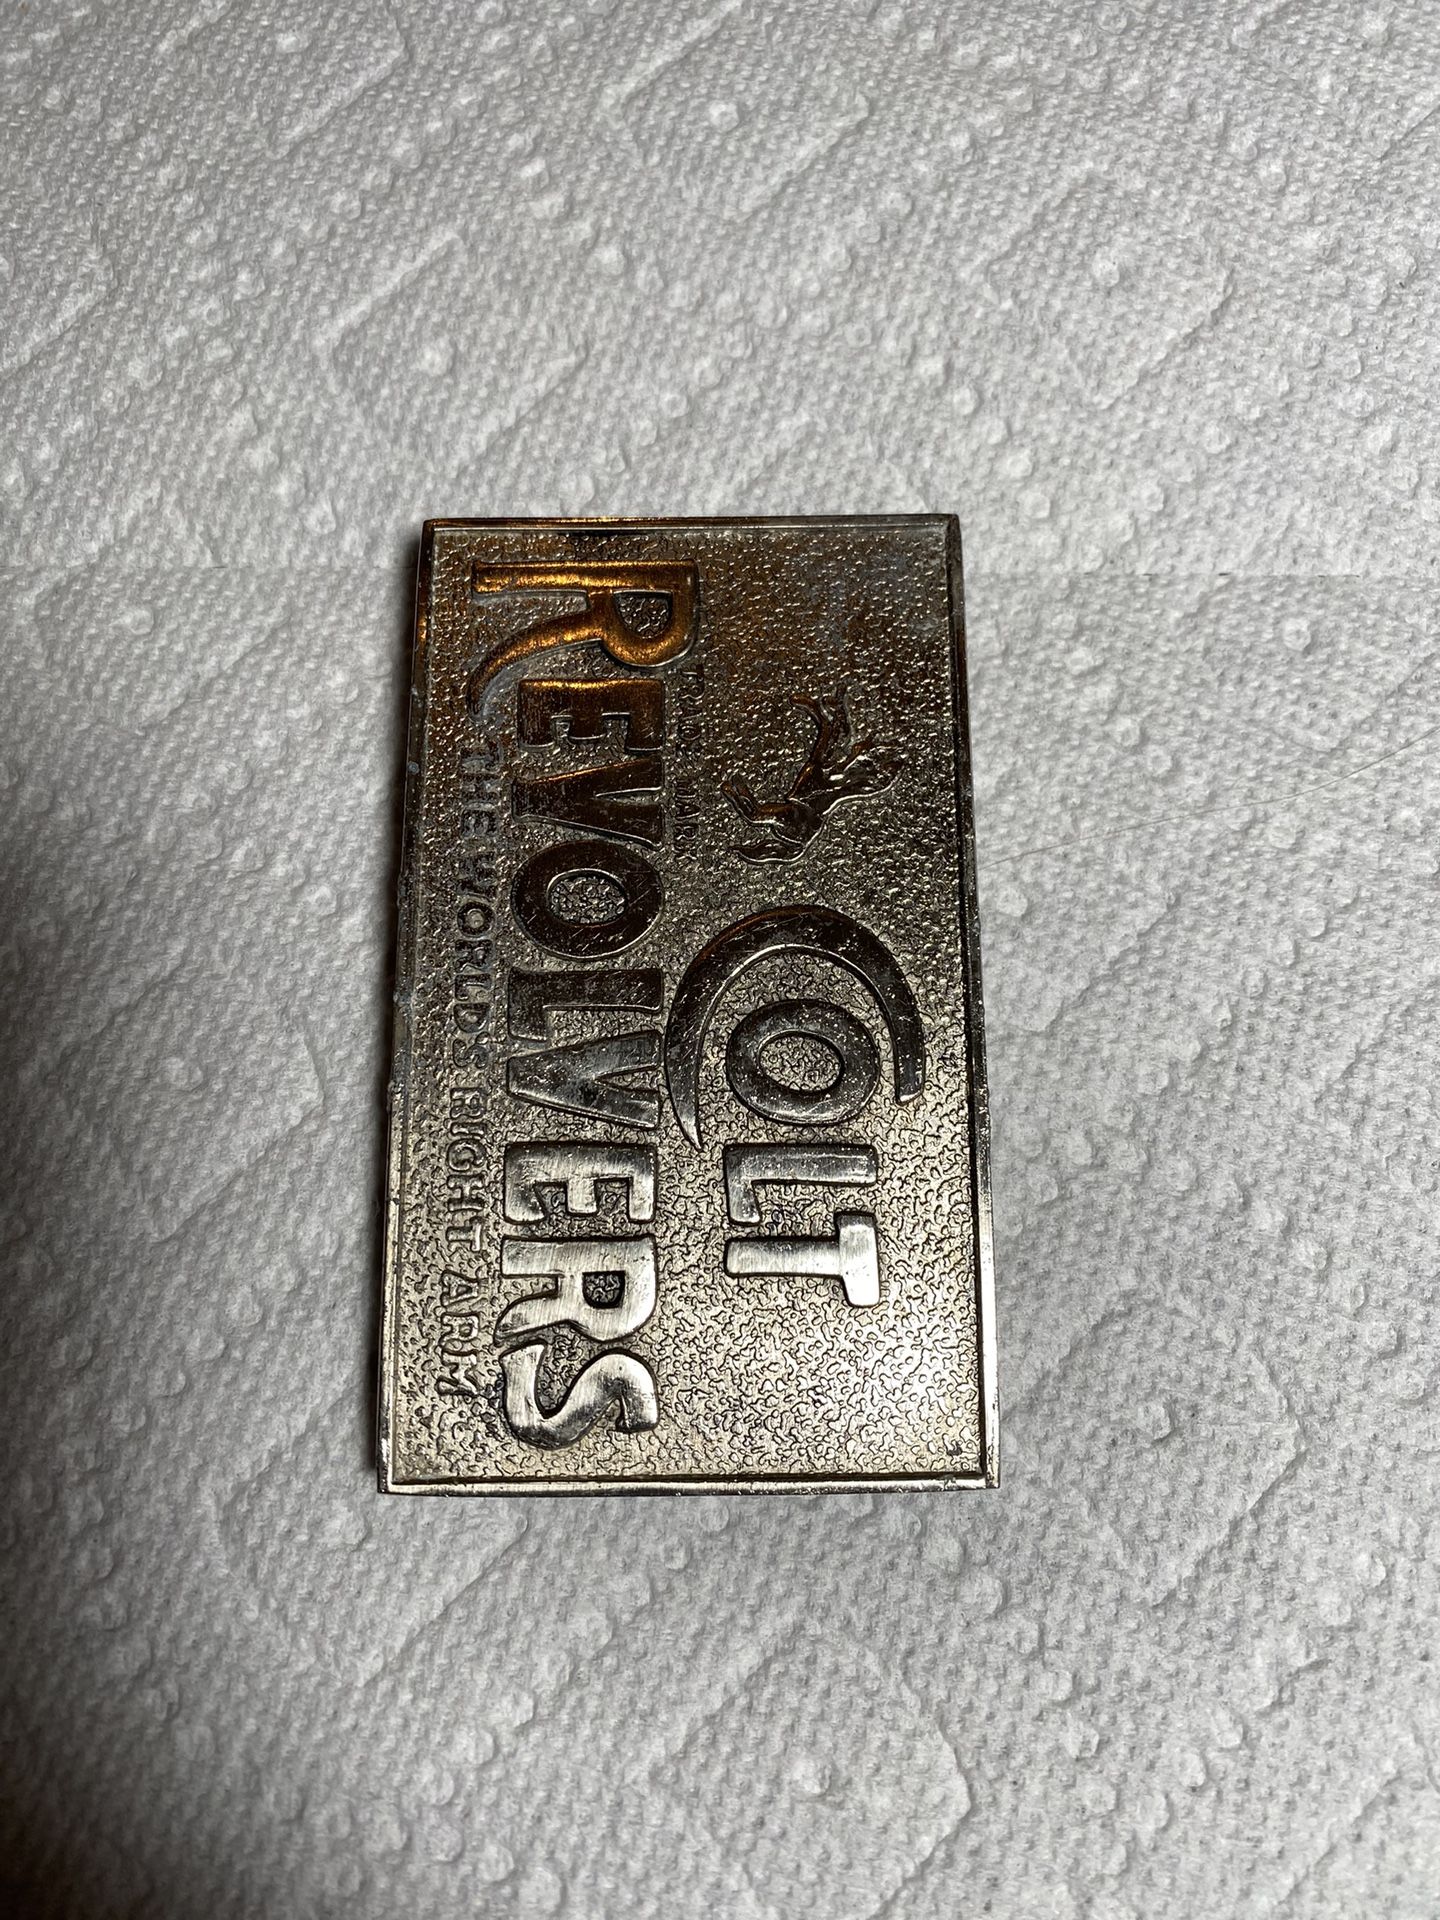 COLT
TRADE MARK
REVOLVERS
THE WORLD'S RIGHT ARM